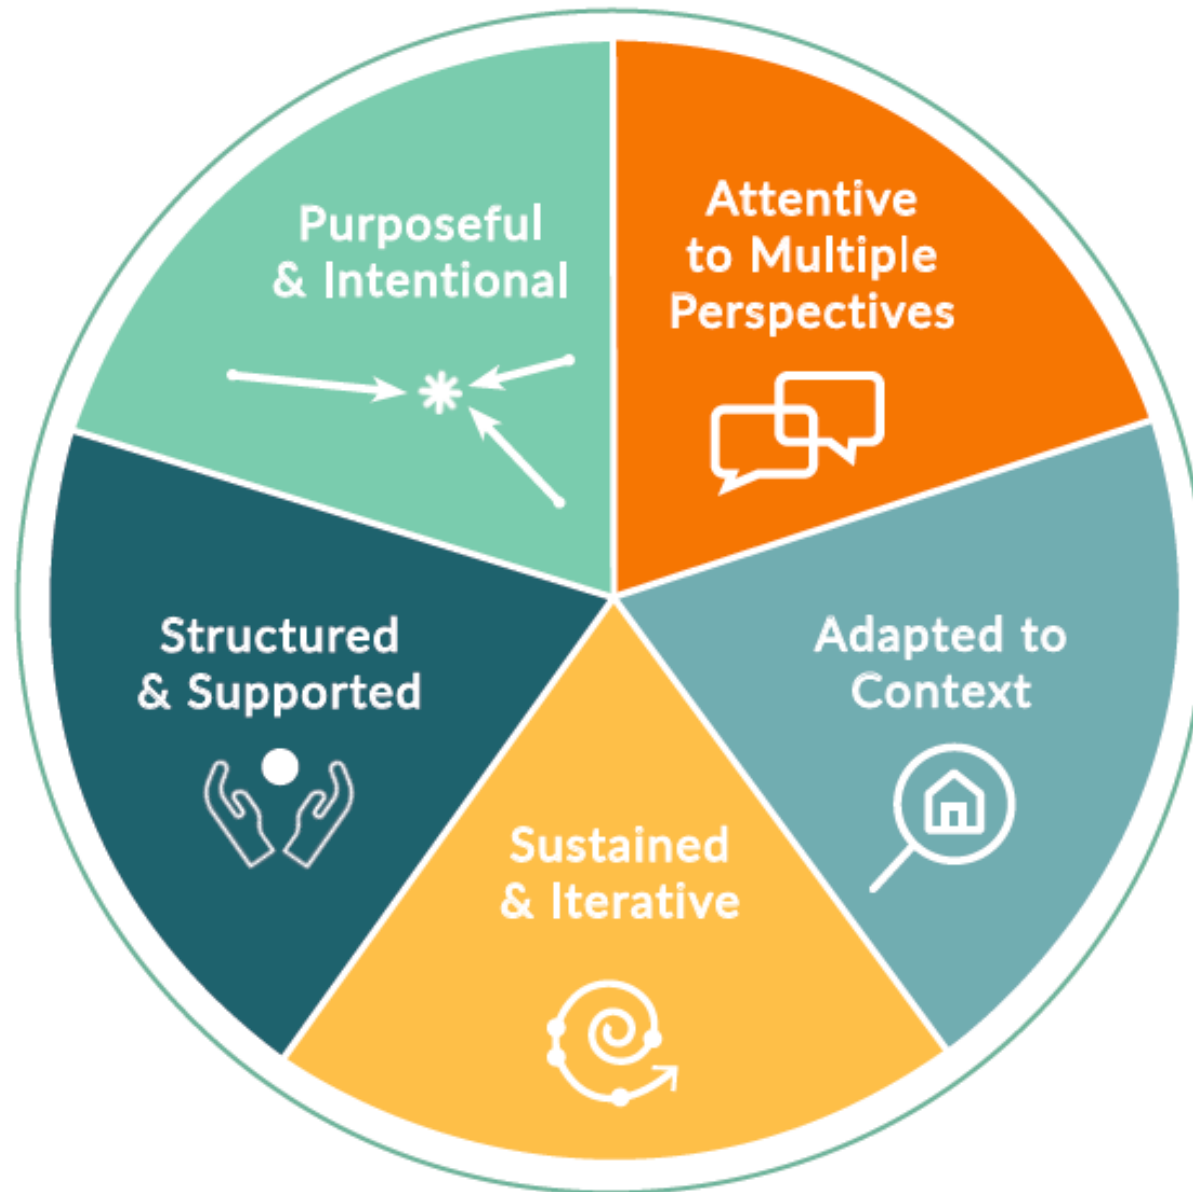 Purposeful
& Intentional
Attentive
to Multiple
Perspectives
Structured
& Supported
Adapted to
Context
Sustained
& Iterative